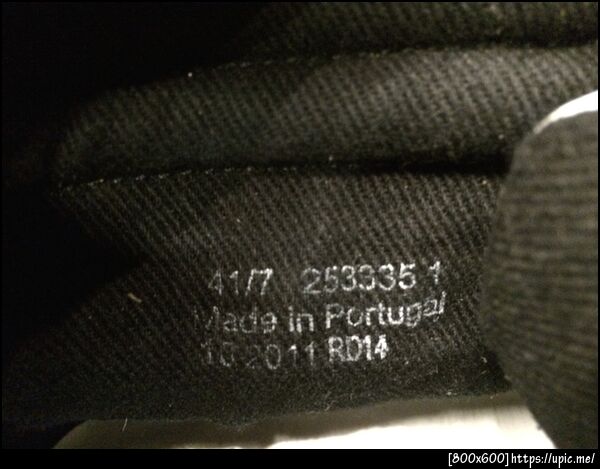 41/7 253335 1
Made in Portugal
10 2011 RD14
[800x600]https://upic.me/